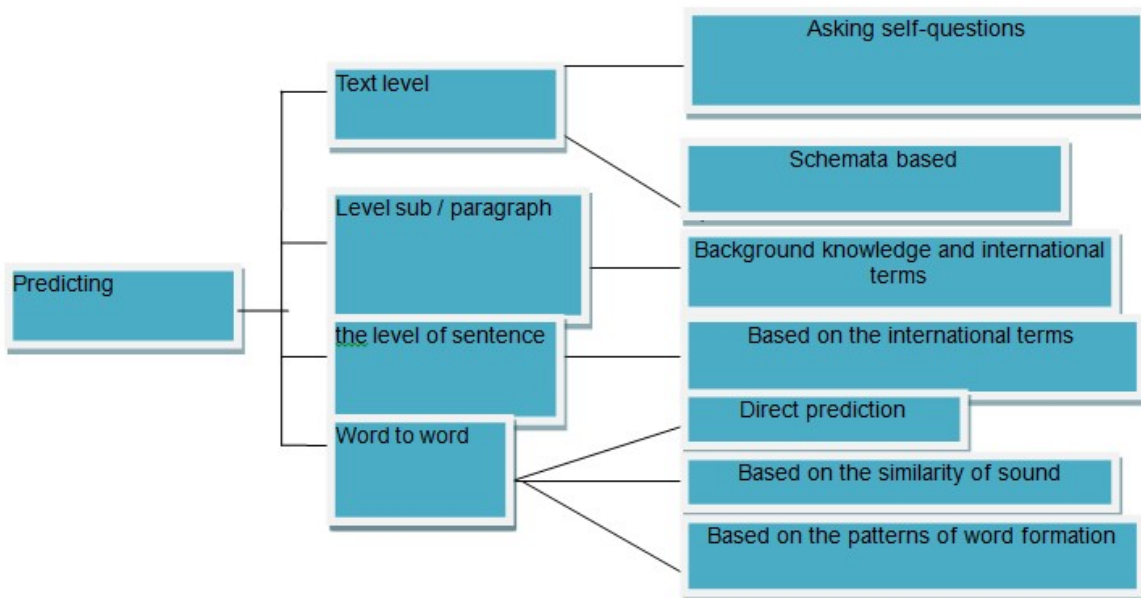 Predicting
Text level
Asking self-questions
Schemata based
Level sub / paragraph
Background knowledge and international
terms
the level of sentence
Based on the international terms
Word to word
Direct prediction
Based on the similarity of sound
Based on the patterns of word formation